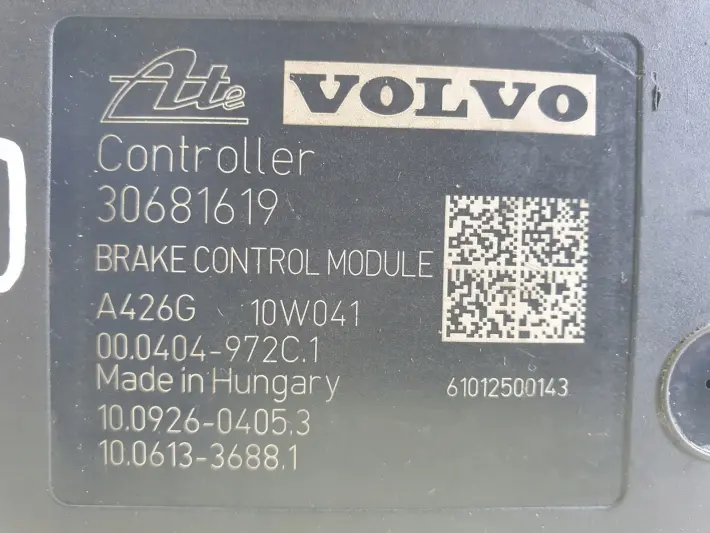 Ate VOLVO
Controller
30681619
BRAKE CONTROL MODULE
A426G 10W041
00.0404-972C.1
Made in Hungary
61012500143
10.0926-0405.3
10.0613-3688.1